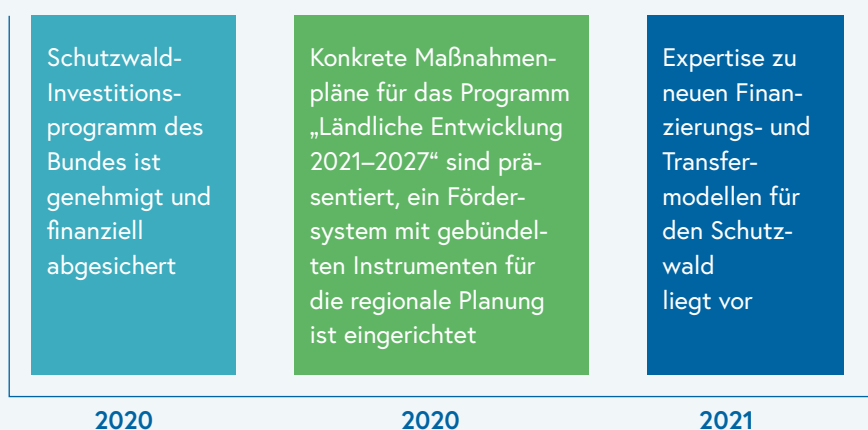 Schutzwald-
Investitions-
programm des
Bundes ist
genehmigt und
finanziell
abgesichert
Konkrete Maßnahmen-
pläne für das Programm
„Ländliche Entwicklung
2021–2027“ sind prä-
sentiert, ein Förder-
system mit gebündel-
ten Instrumenten für
die regionale Planung
ist eingerichtet
Expertise zu
neuen Finan-
zierungs- und
Transfer-
modellen für
den Schutz-
wald
liegt vor
2020
2020
2021